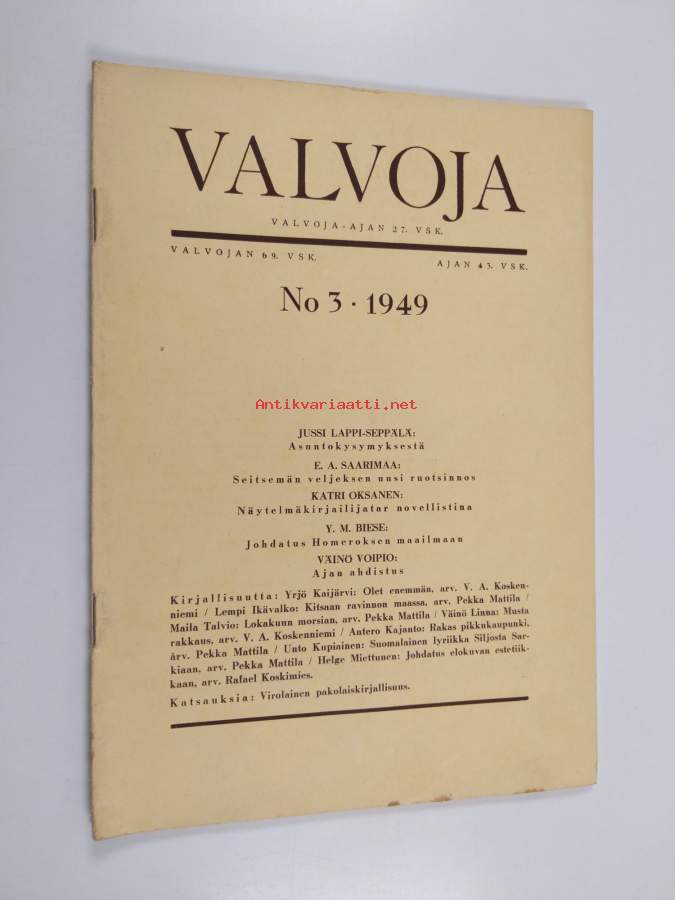 VALVOJA
VALVOJA-AJAN 27. VSK.
VALVOJAN 69. VSK.
AJAN 43. VSK.
No 3 · 1949
Antikvariaatti.net
JUSSI LAPPI-SEPPÄLÄ:
Asuntokysymyksestä
E. A. SAARIMAA:
Seitsemän veljeksen uusi ruotsinnos
KATRI OKSANEN:
Näytelmäkirjailijatar novellistina
Y. M. BIESE:
Johdatus Homeroksen maailmaan
VÄINÖ VOIPIO:
Ajan ahdistus
Kirjallisuutta: Yrjö Kaijärvi: Olet enemmän, arv. V. A. Kosken-
niemi / Lempi Ikävalko: Kitsaan ravinnon maassa, arv. Pekka Mattila /
Maila Talvio: Lokakuun morsian, arv. Pekka Mattila / Väinö Linna: Musta
rakkaus, arv. V. A. Koskenniemi / Antero Kajanto: Rakas pikkukaupunki,
arv. Pekka Mattila / Unto Kupiainen: Suomalainen lyriikka Siljosta Sar-
kiaan, arv. Pekka Mattila / Helge Miettunen: Johdatus elokuvan estetiik-
kaan, arv. Rafael Koskimies.
Katsauksia: Virolainen pakolaiskirjallisuus.